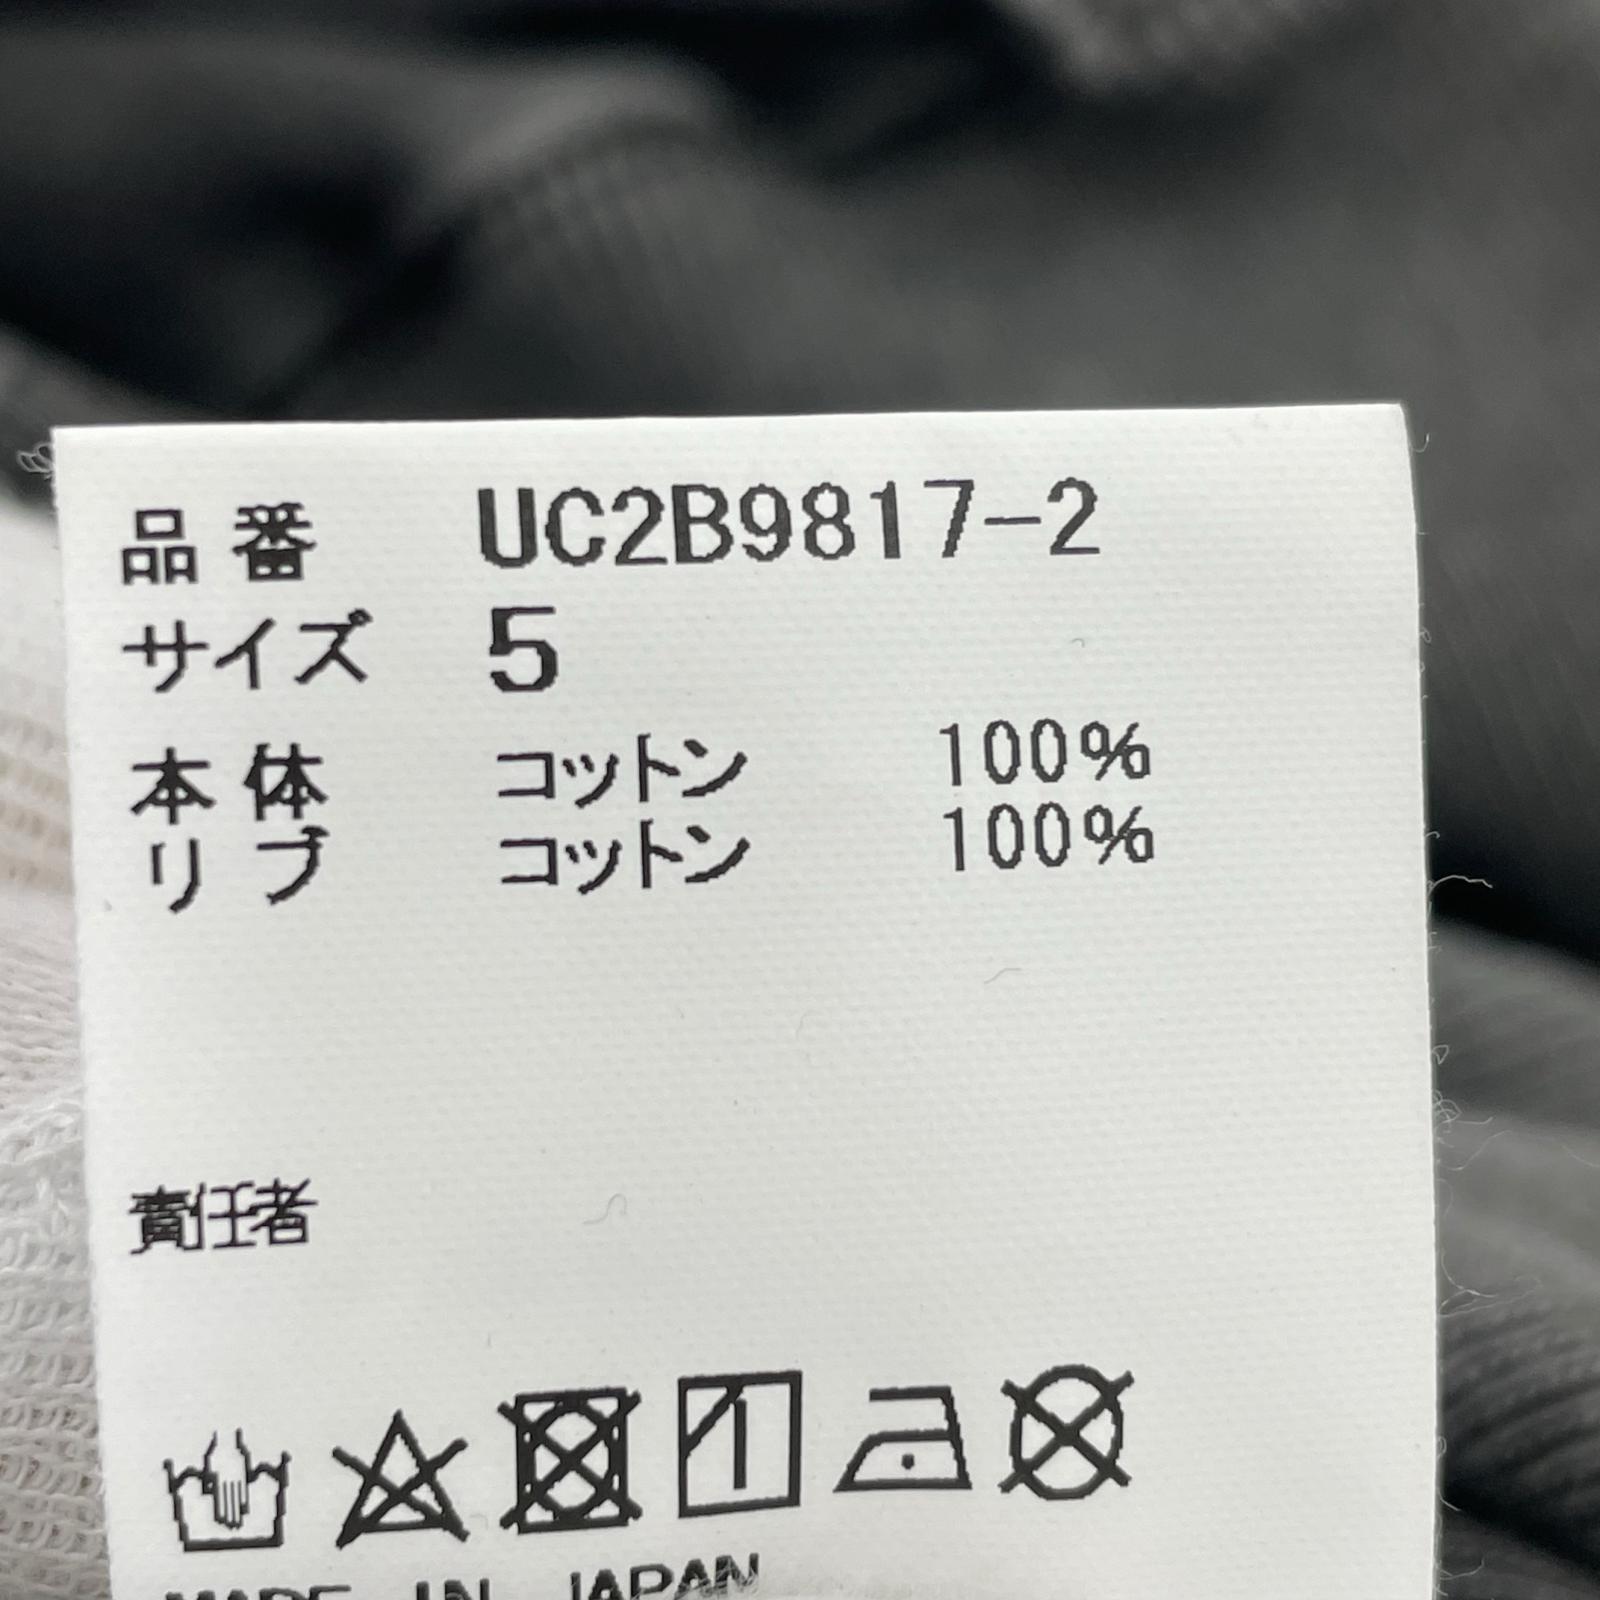 品番 UC2B9817-2
サイズ 5
本体 コットン 100%
リブ コットン 100%
責任者
MADE IN JAPAN